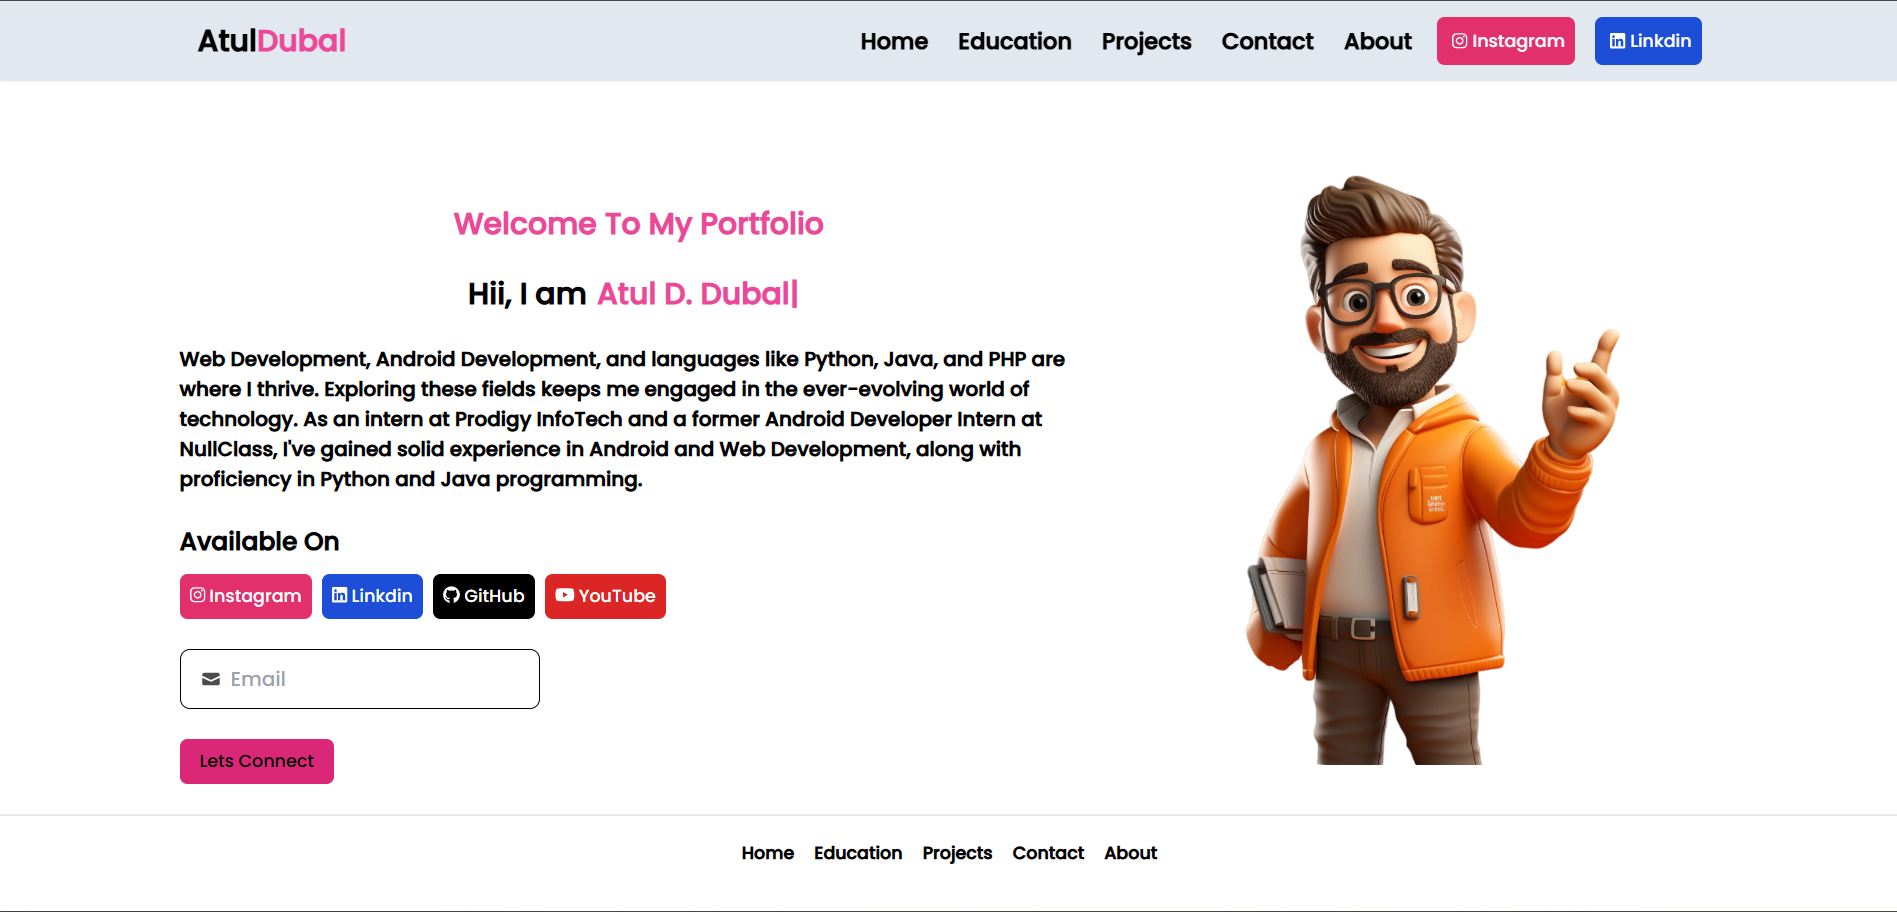 AtulDubal
Home Education Projects Contact About Instagram Linkdin
Welcome To My Portfolio
Hii, I am Atul D. Dubal|
Web Development, Android Development, and languages like Python, Java, and PHP are
where I thrive. Exploring these fields keeps me engaged in the ever-evolving world of
technology. As an intern at Prodigy InfoTech and a former Android Developer Intern at
NullClass, I've gained solid experience in Android and Web Development, along with
proficiency in Python and Java programming.
Available On
Instagram Linkdin GitHub YouTube
Email
Lets Connect
Home Education Projects Contact About